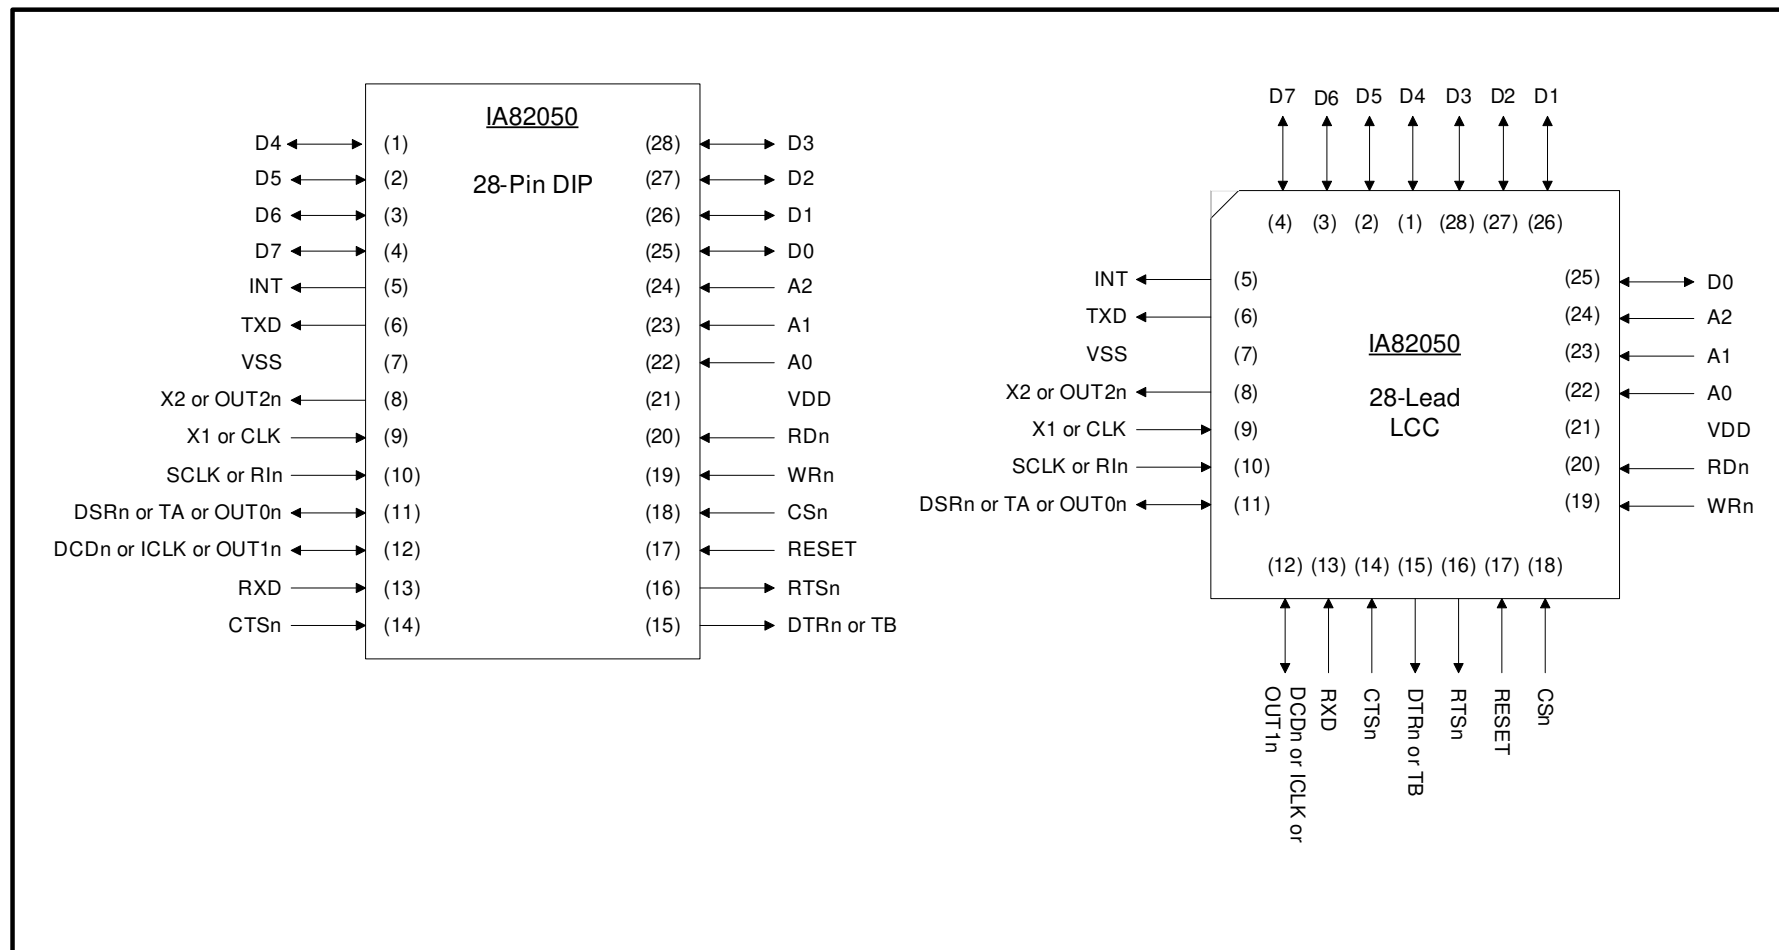 IA82050
28-Pin DIP
D4 (1) (28) D3
D5 (2) (27) D2
D6 (3) (26) D1
D7 (4) (25) D0
INT (5) (24) A2
TXD (6) (23) A1
VSS (7) (22) A0
X2 or OUT2n (8) (21) VDD
X1 or CLK (9) (20) RDn
SCLK or RIn (10) (19) WRn
DSRn or TA or OUT0n (11) (18) CSn
DCDn or ICLK or OUT1n (12) (17) RESET
RXD (13) (16) RTSn
CTSn (14) (15) DTRn or TB
D7 D6 D5 D4 D3 D2 D1
(4) (3) (2) (1) (28) (27) (26)
INT (5) (25) D0
TXD (6) (24) A2
VSS (7) (23) A1
X2 or OUT2n (8) (22) A0
X1 or CLK (9) (21) VDD
SCLK or RIn (10) (20) RDn
DSRn or TA or OUT0n (11) (19) WRn
IA82050
28-Lead
LCC
(12) (13) (14) (15) (16) (17) (18)
DCDn or ICLK or
OUT1n
RXD
CTSn
DTRn or TB
RTSn
RESET
CSn